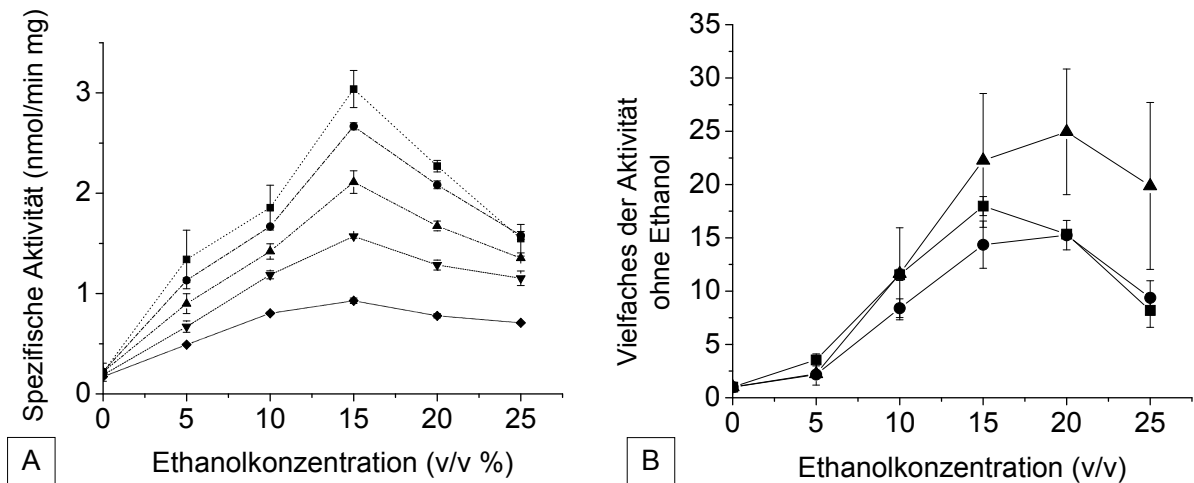 Spezifische Aktivität (nmol/min mg)
3
2
1
0
0 5 10 15 20 25
Ethanolkonzentration (v/v %)
A
Vielfaches der Aktivität
ohne Ethanol
35
30
25
20
15
10
5
0
0 5 10 15 20 25
Ethanolkonzentration (v/v)
B